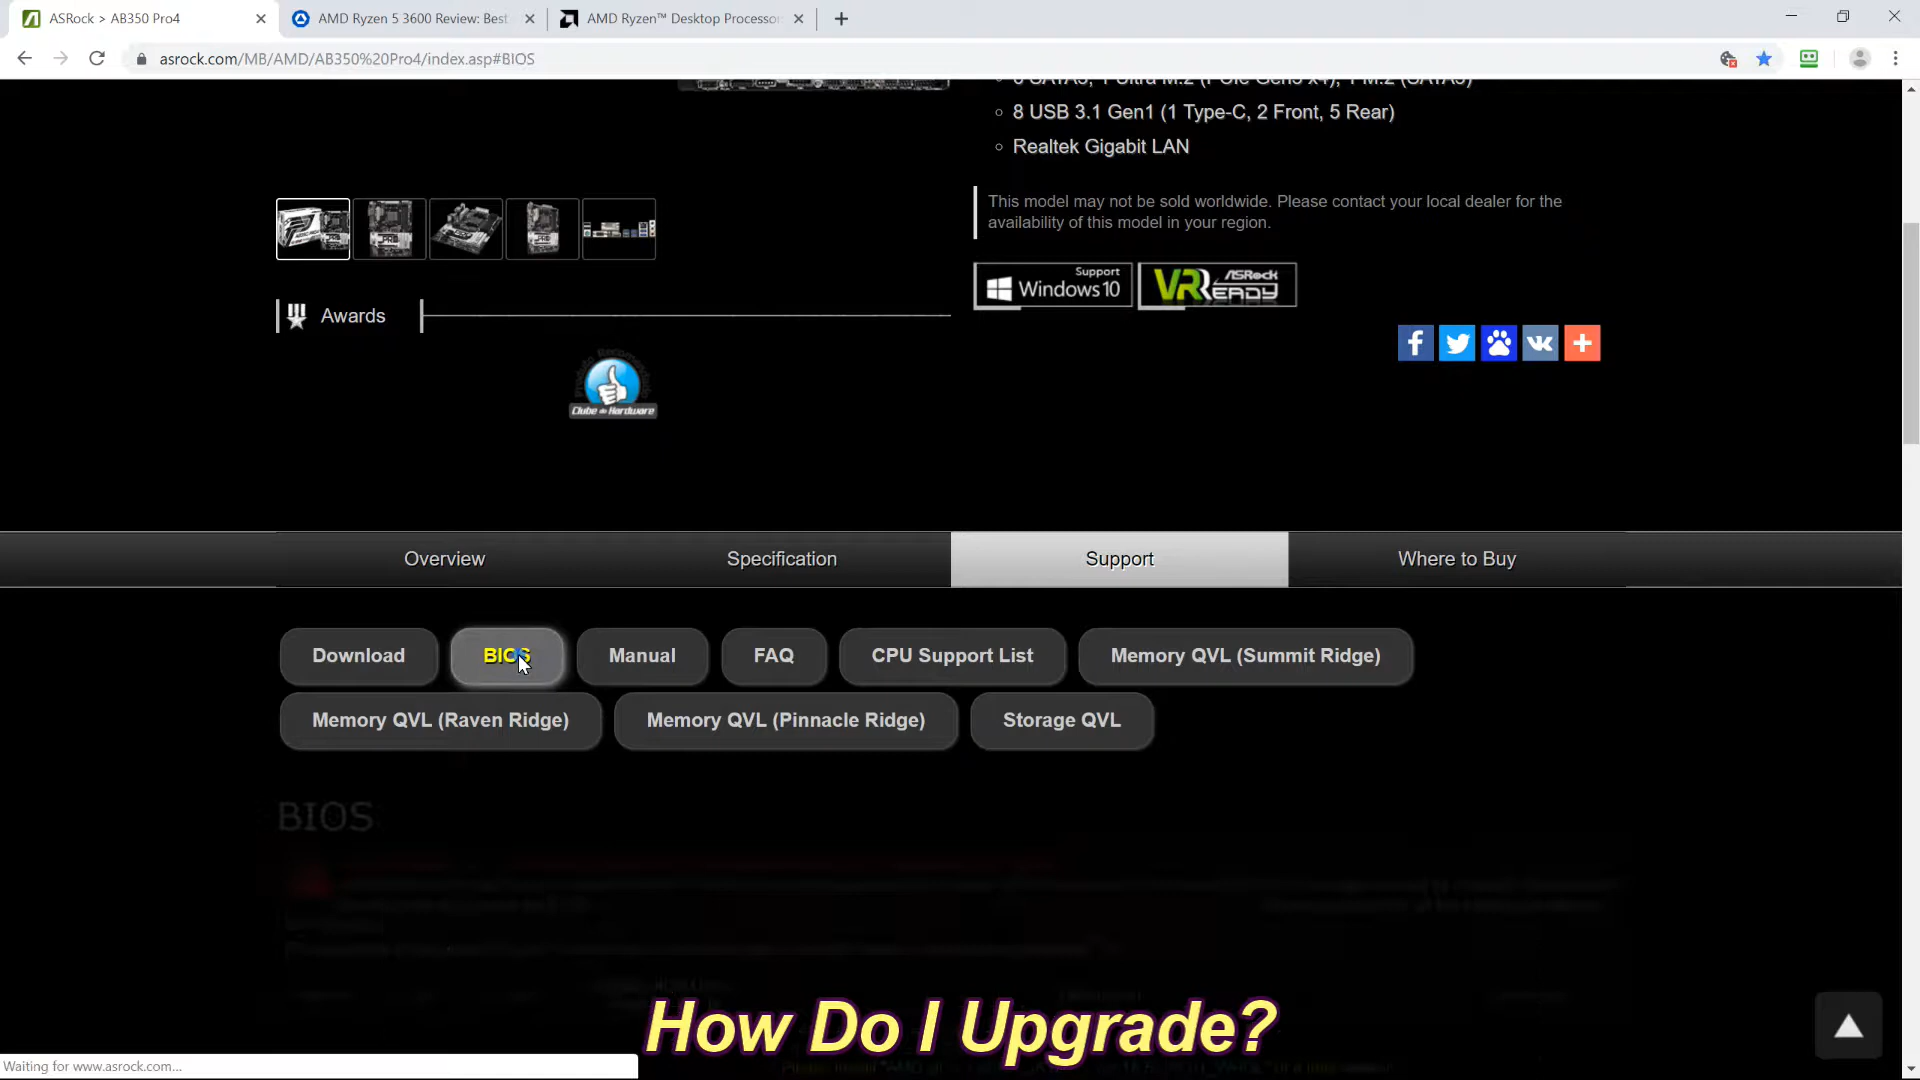 ASRock > AB350 Pro4
AMD Ryzen 5 3600 Review: Best
AMD Ryzen™ Desktop Processor
asrock.com/MB/AMD/AB350%20Pro4/index.asp#BIOS
8 USB 3.1 Gen1 (1 Type-C, 2 Front, 5 Rear)
Realtek Gigabit LAN
This model may not be sold worldwide. Please contact your local dealer for the
availability of this model in your region.
Support
Windows 10
VR READY ASRock
Awards
Produto Recomendado
Clube do Hardware
Overview
Specification
Support
Where to Buy
Download
BIOS
Manual
FAQ
CPU Support List
Memory QVL (Summit Ridge)
Memory QVL (Raven Ridge)
Memory QVL (Pinnacle Ridge)
Storage QVL
BIOS
How Do I Upgrade?
Waiting for www.asrock.com...